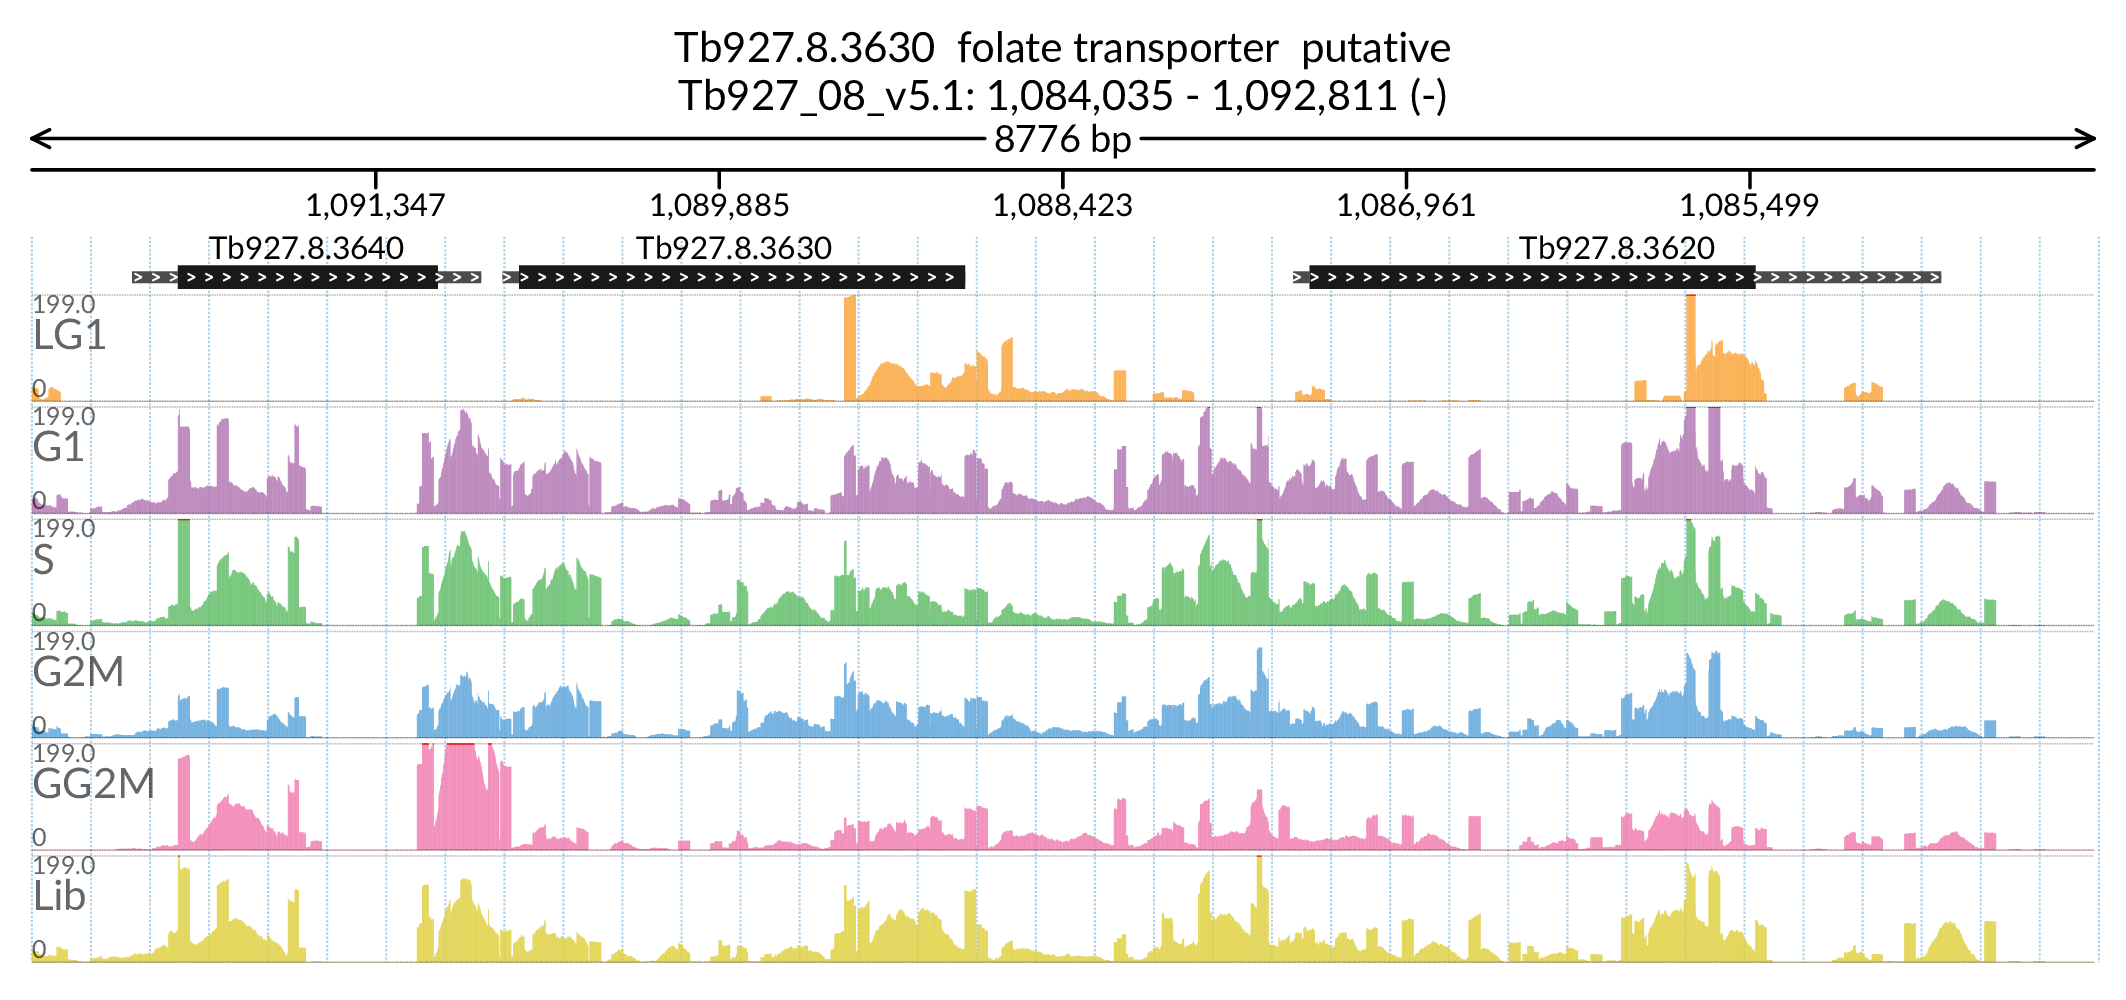 Tb927.8.3630 folate transporter putative
Tb927_08_v5.1: 1,084,035 - 1,092,811 (-)
8776 bp
1,091,347 1,089,885 1,088,423 1,086,961 1,085,499
Tb927.8.3640 Tb927.8.3630 Tb927.8.3620
199.0
LG1
0
199.0
G1
0
199.0
S
0
199.0
G2M
0
199.0
GG2M
0
199.0
Lib
0